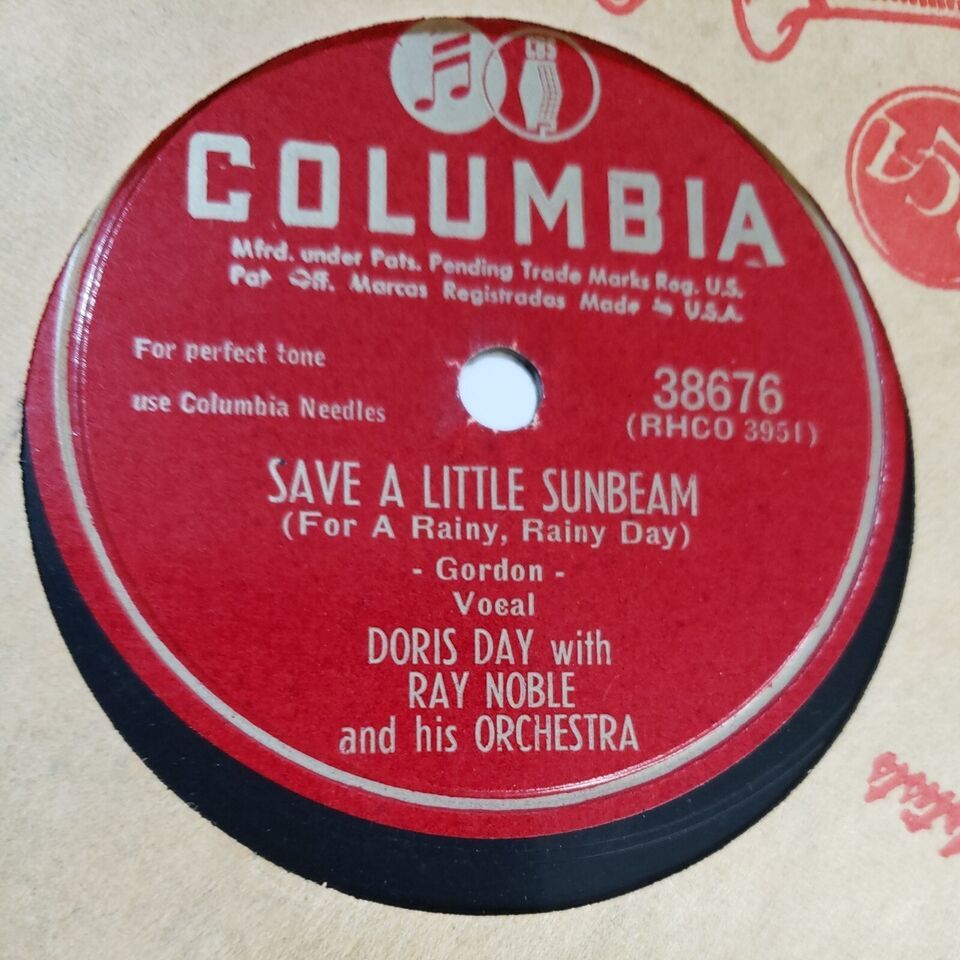 CBS
COLUMBIA
Mfrd. under Pats. Pending Trade Marks Reg. U.S.
Pat Off. Marcas Registradas Made in U.S.A.
For perfect tone
use Columbia Needles
38676
(RHCO 3951)
SAVE A LITTLE SUNBEAM
(For A Rainy, Rainy Day)
- Gordon -
Vocal
DORIS DAY with
RAY NOBLE
and his ORCHESTRA